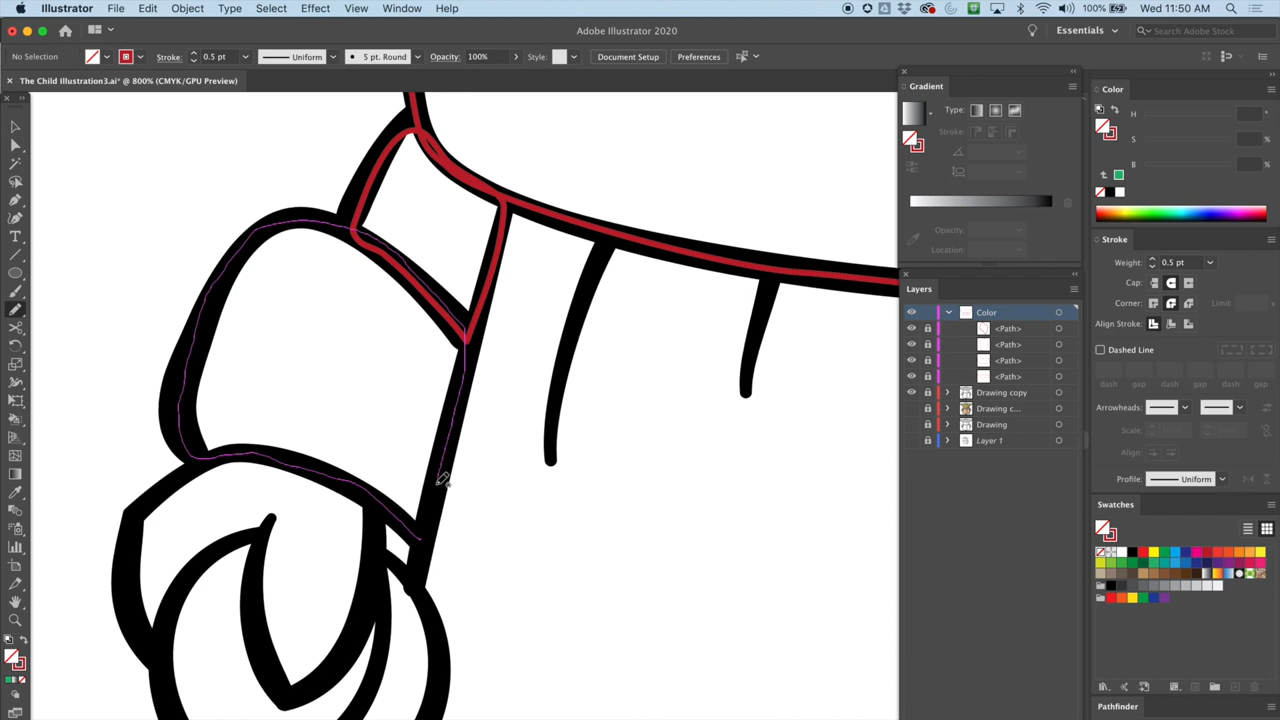 Illustrator File Edit Object Type Select Effect View Window Help 100% Wed 11:50 AM
Adobe Illustrator 2020 Essentials Search Adobe Stock
No Selection Stroke: 0.5 pt Uniform 5 pt. Round Opacity: 100% Style: Document Setup Preferences
The Child Illustration3.ai* @ 800% (CMYK/GPU Preview)
Gradient
Type:
Stroke:
Opacity:
Location:
Color
H
S
B
Stroke
Weight: 0.5 pt
Cap:
Corner: Limit:
Align Stroke:
Dashed Line
dash gap dash gap dash gap
Arrowheads:
Scale: 100% 100%
Align:
Profile: Uniform
Layers
Color
<Path>
<Path>
<Path>
<Path>
Drawing copy
Drawing c...
Drawing
Layer 1
Swatches
Pathfinder